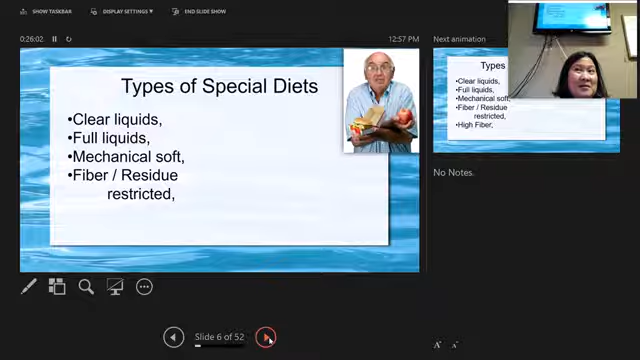 SHOW TASKBAR
DISPLAY SETTINGS
END SLIDE SHOW
0:26:02
12:57 PM
Types of Special Diets
•Clear liquids,
•Full liquids,
•Mechanical soft,
•Fiber / Residue
restricted,
Next animation
Types
•Clear liquids,
•Full liquids,
•Mechanical soft,
•Fiber / Residue
restricted,
•High Fiber,
No Notes.
Slide 6 of 52
A A